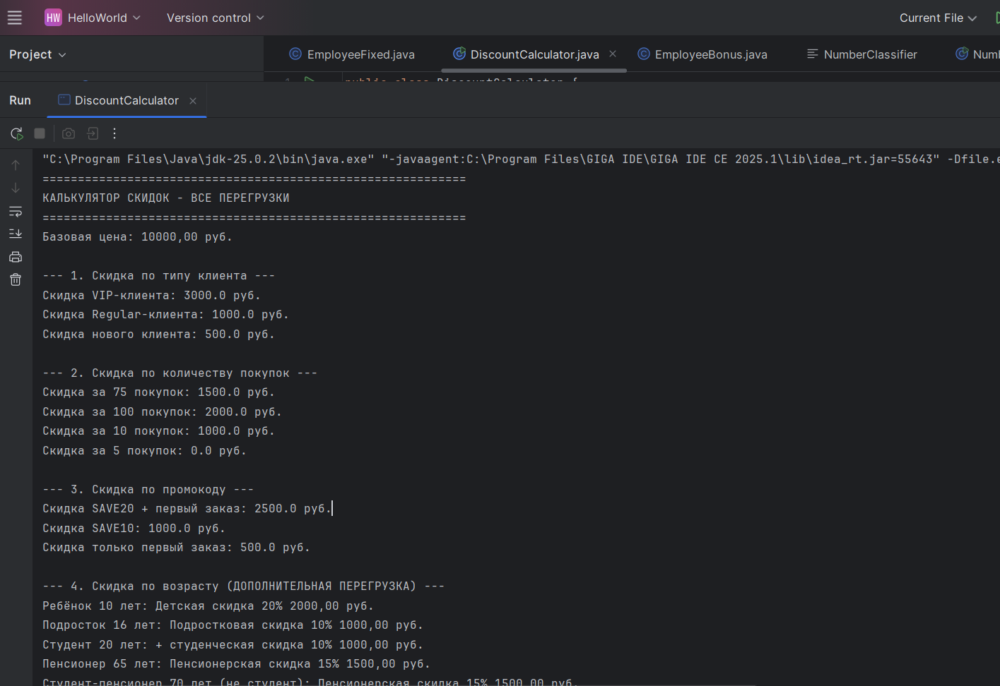 HW HelloWorld Version control Current File
Project EmployeeFixed.java DiscountCalculator.java EmployeeBonus.java NumberClassifier Numb
1 public class DiscountCalculator {
Run DiscountCalculator
"C:\Program Files\Java\jdk-25.0.2\bin\java.exe" "-javaagent:C:\Program Files\GIGA IDE\GIGA IDE CE 2025.1\lib\idea_rt.jar=55643" -Dfile.e
============================================================
КАЛЬКУЛЯТОР СКИДОК - ВСЕ ПЕРЕГРУЗКИ
============================================================
Базовая цена: 10000,00 руб.
--- 1. Скидка по типу клиента ---
Скидка VIP-клиента: 3000.0 руб.
Скидка Regular-клиента: 1000.0 руб.
Скидка нового клиента: 500.0 руб.
--- 2. Скидка по количеству покупок ---
Скидка за 75 покупок: 1500.0 руб.
Скидка за 100 покупок: 2000.0 руб.
Скидка за 10 покупок: 1000.0 руб.
Скидка за 5 покупок: 0.0 руб.
--- 3. Скидка по промокоду ---
Скидка SAVE20 + первый заказ: 2500.0 руб.
Скидка SAVE10: 1000.0 руб.
Скидка только первый заказ: 500.0 руб.
--- 4. Скидка по возрасту (ДОПОЛНИТЕЛЬНАЯ ПЕРЕГРУЗКА) ---
Ребёнок 10 лет: Детская скидка 20% 2000,00 руб.
Подросток 16 лет: Подростковая скидка 10% 1000,00 руб.
Студент 20 лет: + студенческая скидка 10% 1000,00 руб.
Пенсионер 65 лет: Пенсионерская скидка 15% 1500,00 руб.
Студент-пенсионер 70 лет (не студент): Пенсионерская скидка 15% 1500,00 руб.